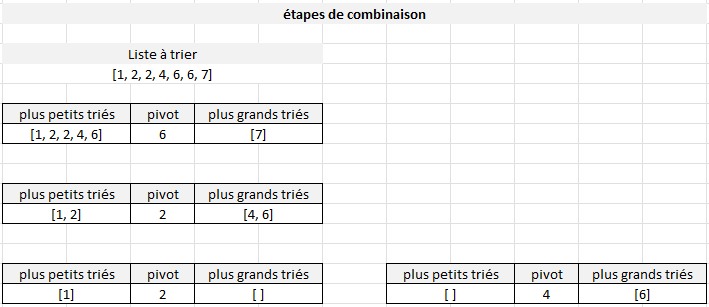 étapes de combinaison
Liste à trier
[1, 2, 2, 4, 6, 6, 7]
plus petits triés pivot plus grands triés
[1, 2, 2, 4, 6] 6 [7]
plus petits triés pivot plus grands triés
[1, 2] 2 [4, 6]
plus petits triés pivot plus grands triés plus petits triés pivot plus grands triés
[1] 2 [ ] [ ] 4 [6]